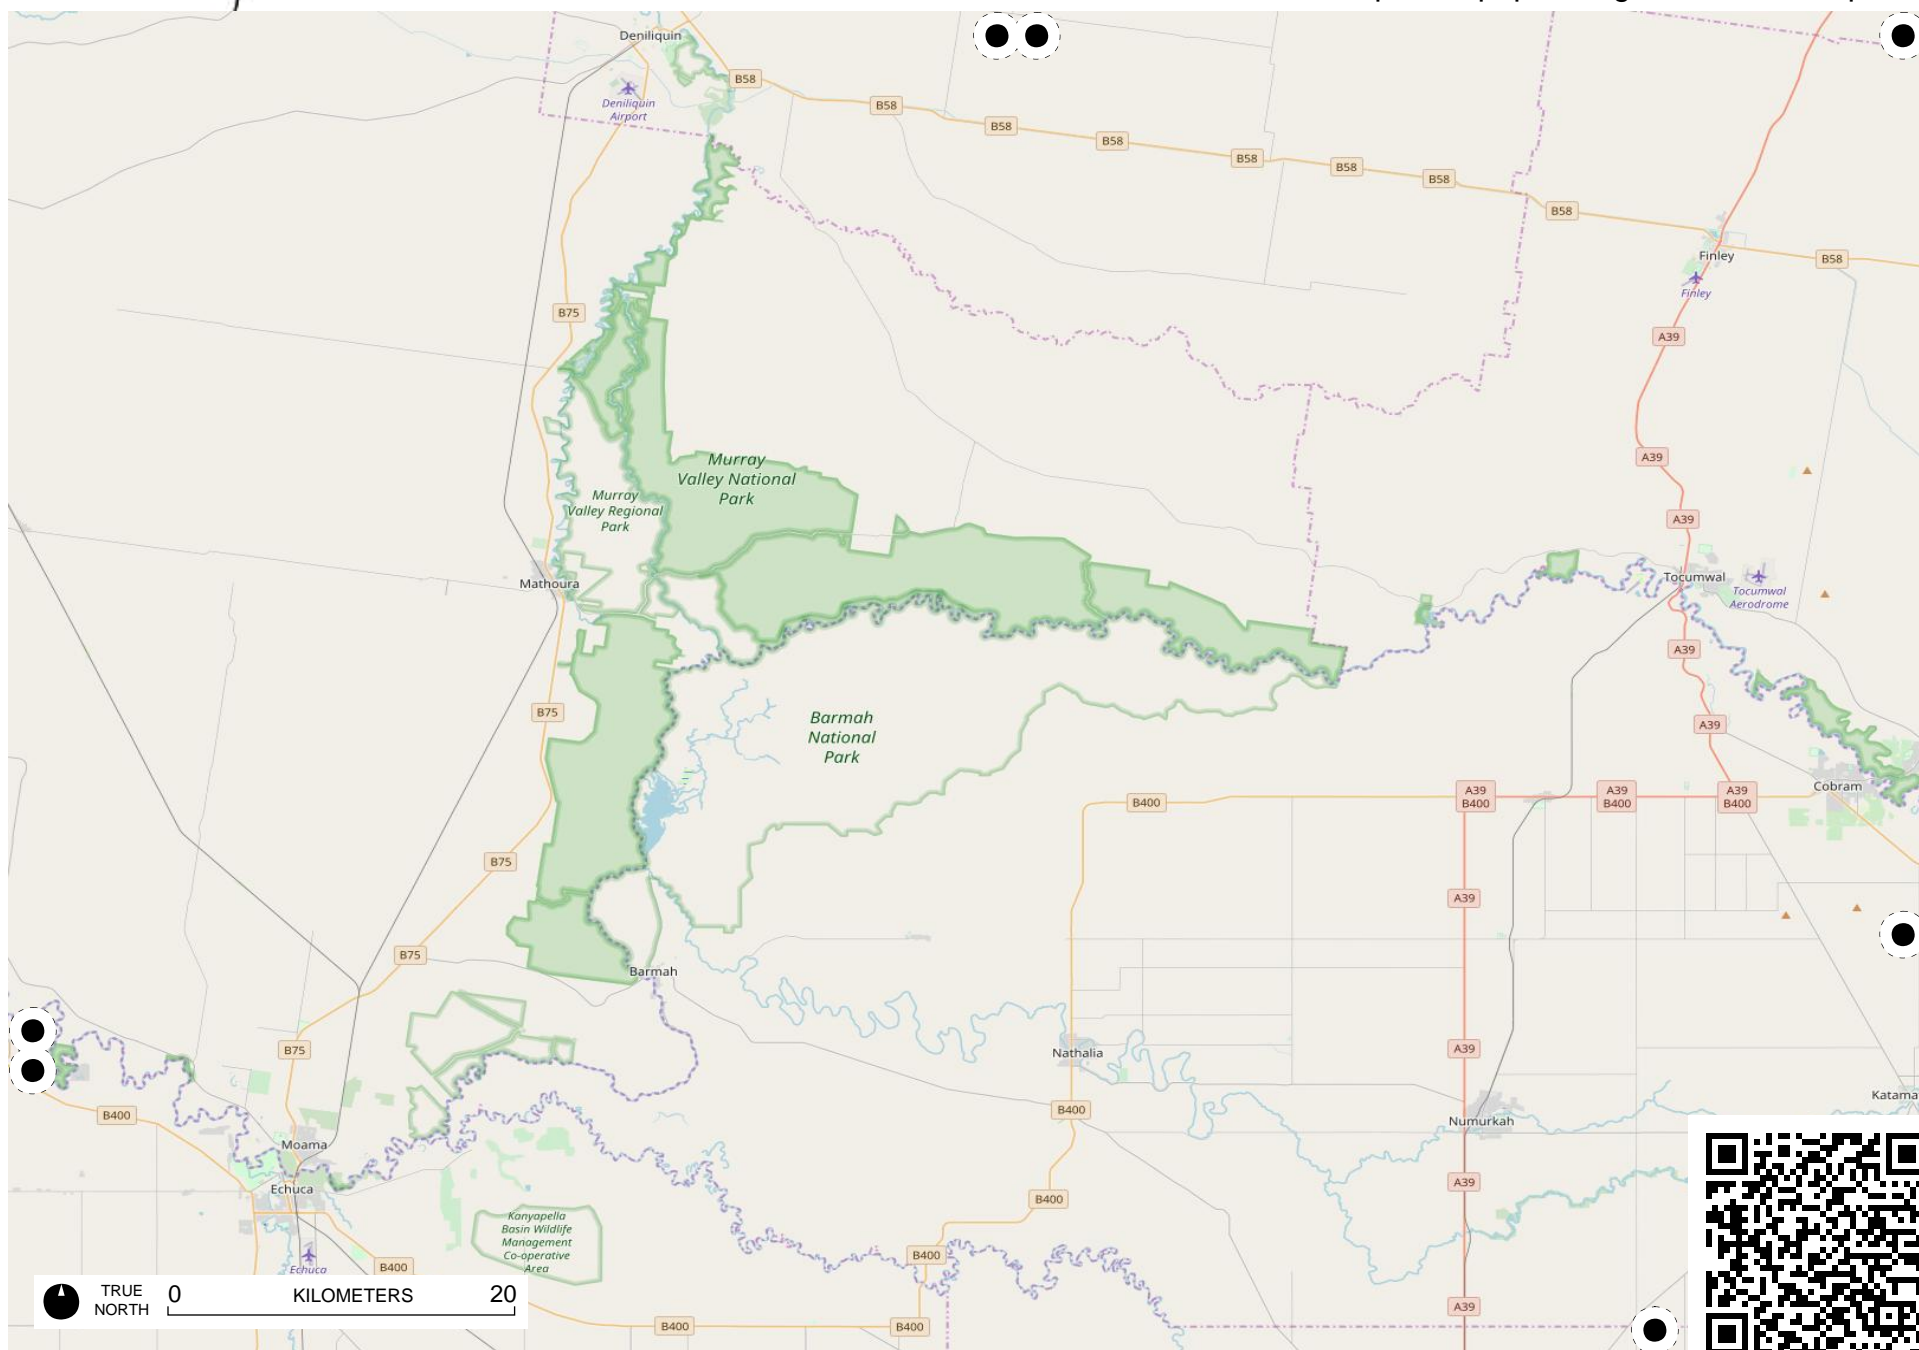 Deniliquin
B58
Deniliquin
Airport
B58
B58
B58
B58
B58
B58
B58
Finley
B58
Finley
B75
A39
A39
Murray
Valley National
Park
Murray
Valley Regional
Park
A39
Mathoura
Tocumwal
Tocumwal
Aerodrome
A39
B75
Barmah
National
Park
A39
Cobram
A39
B400
A39
B400
A39
B400
B400
B75
A39
B75
Barmah
B75
Nathalia
A39
B400
B400
Katama
Numurkah
Moama
Echuca
A39
B400
Kanyapella
Basin Wildlife
Management
Co-operative
Area
B400
Echuca
B400
TRUE
NORTH
0
KILOMETERS
20
A39
B400
B400